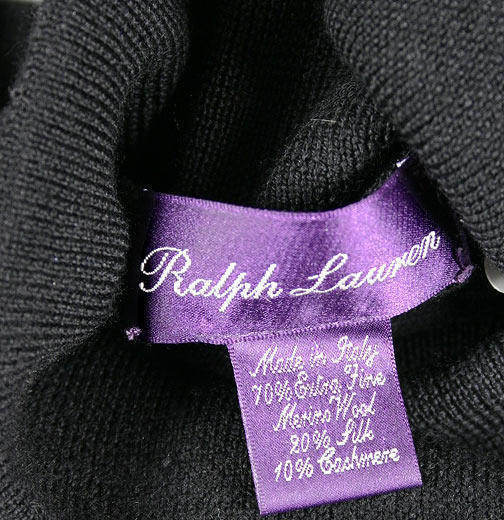 Ralph Lauren
Made in Italy
70% Extra Fine
Merino Wool
20% Silk
10% Cashmere